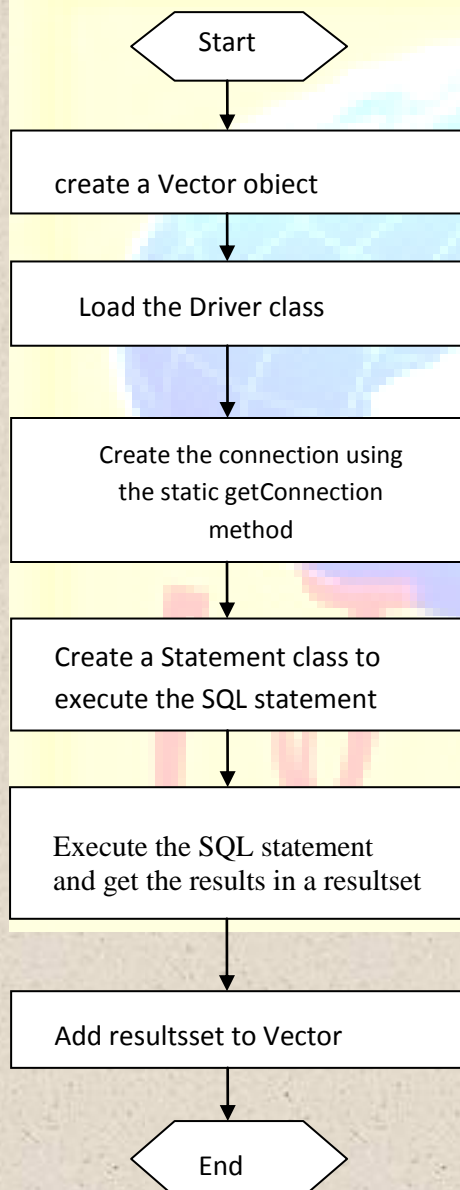 Start
create a Vector object
Load the Driver class
Create the connection using
the static getConnection
method
Create a Statement class to
execute the SQL statement
Execute the SQL statement
and get the results in a resultset
Add resultsset to Vector
End